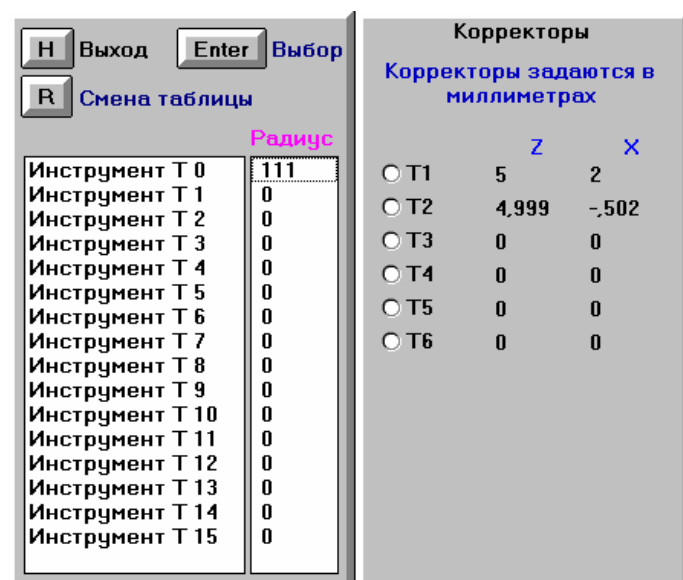 H Выход Enter Выбор
R Смена таблицы
Радиус
Инструмент T 0 111
Инструмент T 1 0
Инструмент T 2 0
Инструмент T 3 0
Инструмент T 4 0
Инструмент T 5 0
Инструмент T 6 0
Инструмент T 7 0
Инструмент T 8 0
Инструмент T 9 0
Инструмент T 10 0
Инструмент T 11 0
Инструмент T 12 0
Инструмент T 13 0
Инструмент T 14 0
Инструмент T 15 0
Корректоры
Корректоры задаются в
миллиметрах
Z X
T1 5 2
T2 4,999 -,502
T3 0 0
T4 0 0
T5 0 0
T6 0 0